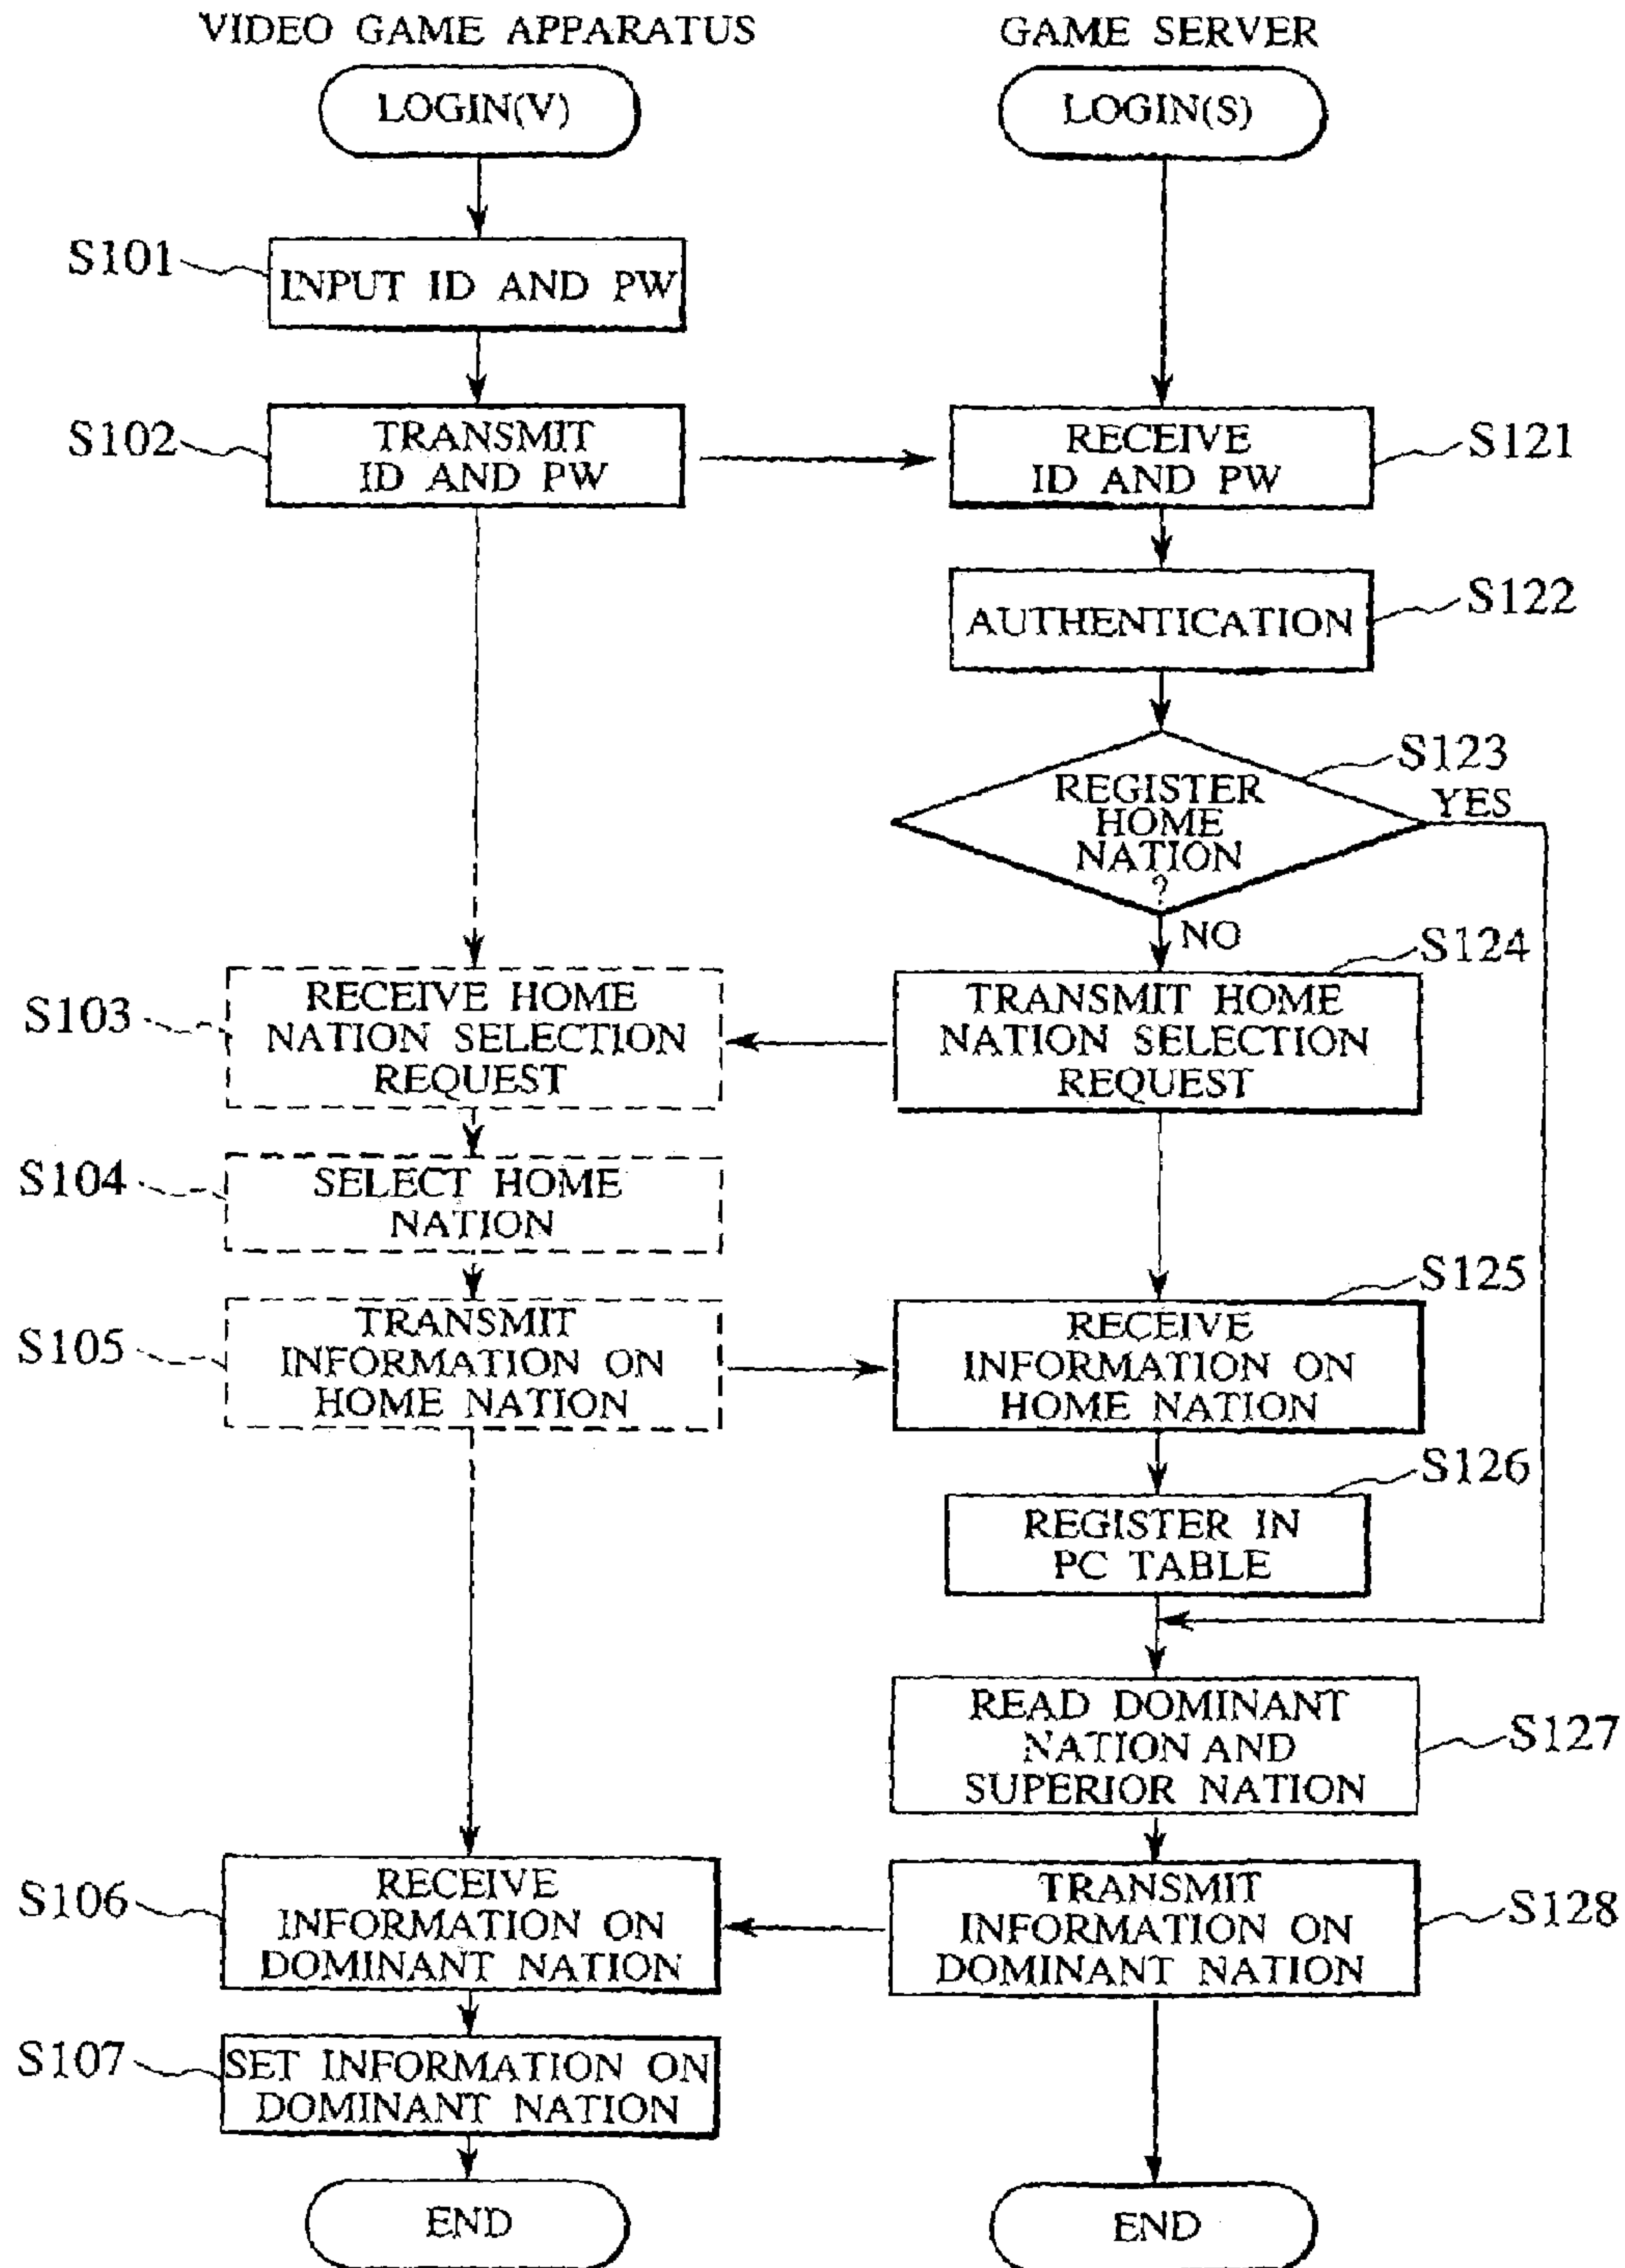 VIDEO GAME APPARATUS
GAME SERVER
LOGIN(V)
LOGIN(S)
S101
INPUT ID AND PW
S102
TRANSMIT
ID AND PW
RECEIVE
ID AND PW
S121
AUTHENTICATION
S122
S123
REGISTER
HOME
NATION
?
YES
NO
S103
RECEIVE HOME
NATION SELECTION
REQUEST
S124
TRANSMIT HOME
NATION SELECTION
REQUEST
S104
SELECT HOME
NATION
S105
TRANSMIT
INFORMATION ON
HOME NATION
S125
RECEIVE
INFORMATION ON
HOME NATION
S126
REGISTER IN
PC TABLE
READ DOMINANT
NATION AND
SUPERIOR NATION
S127
S106
RECEIVE
INFORMATION ON
DOMINANT NATION
TRANSMIT
INFORMATION ON
DOMINANT NATION
S128
S107
SET INFORMATION ON
DOMINANT NATION
END
END